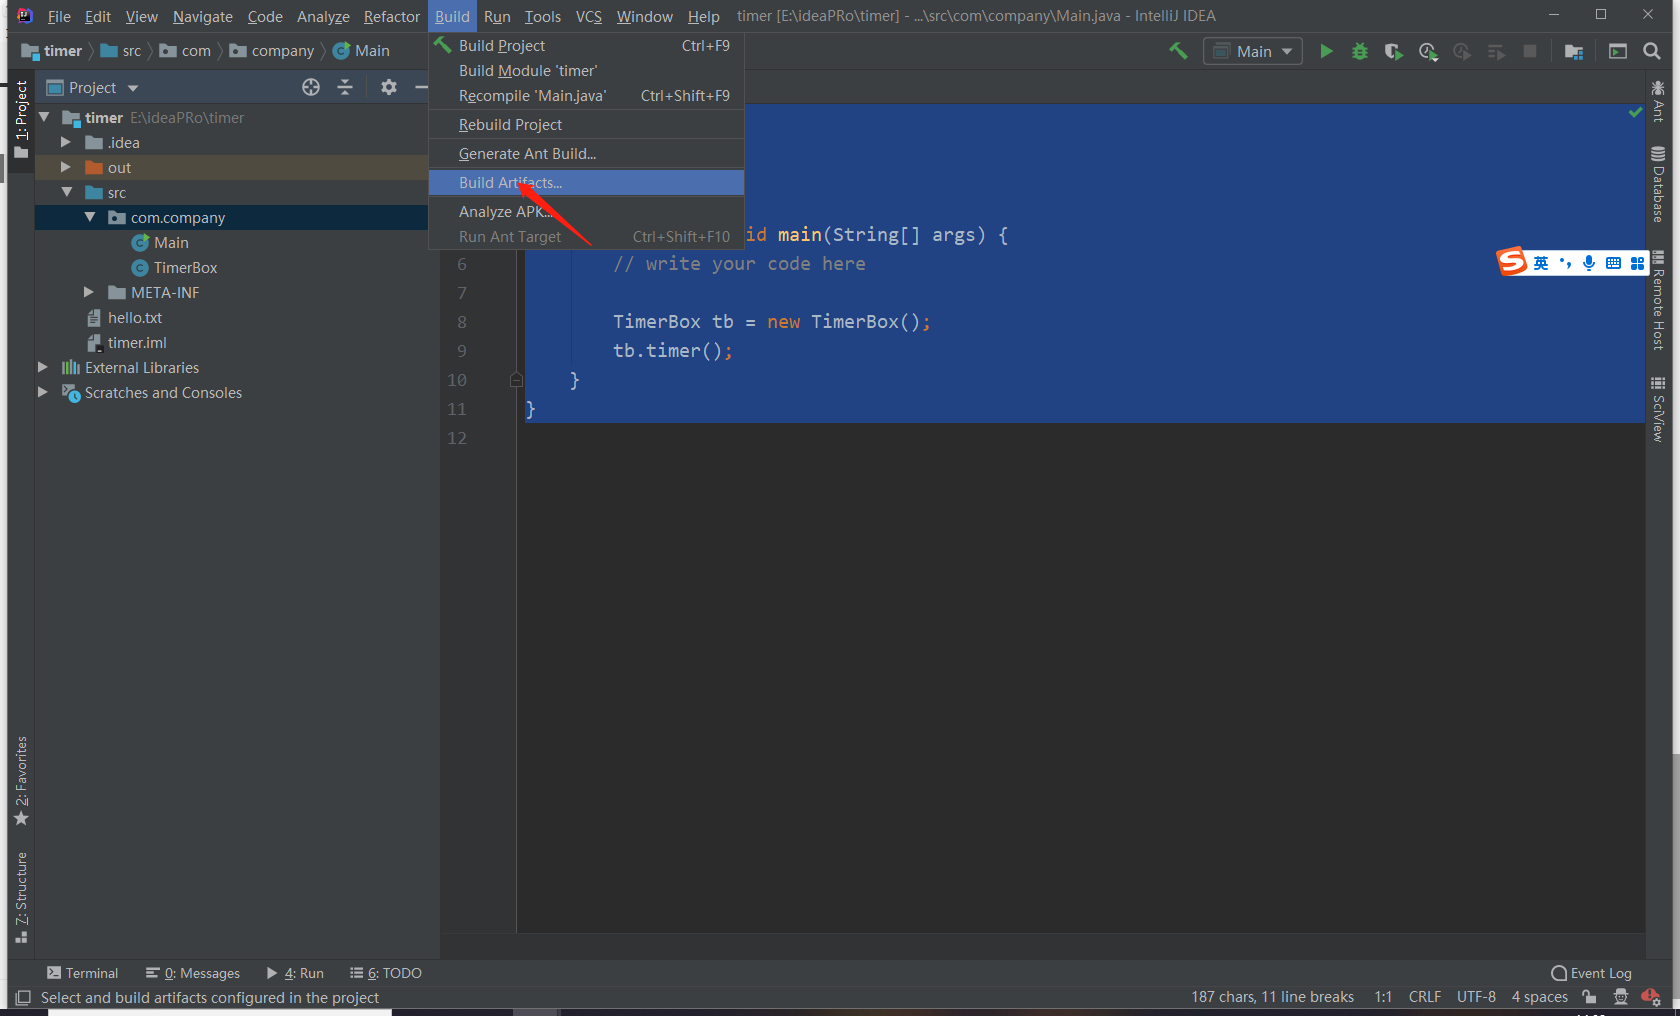 File Edit View Navigate Code Analyze Refactor Build Run Tools VCS Window Help timer [E:\ideaPRo\timer] - ...\src\com\company\Main.java - IntelliJ IDEA
timer src com company Main
Main
Project
Build Project Ctrl+F9
Build Module 'timer'
Recompile 'Main.java' Ctrl+Shift+F9
Rebuild Project
Generate Ant Build...
Build Artifacts...
Analyze APK...
Run Ant Target Ctrl+Shift+F10
timer E:\ideaPRo\timer
.idea
out
src
com.company
Main
TimerBox
META-INF
hello.txt
timer.iml
External Libraries
Scratches and Consoles
id main(String[] args) {
6 // write your code here
7
8 TimerBox tb = new TimerBox();
9 tb.timer();
10 }
11 }
12
1: Project
2: Favorites
7: Structure
Ant
Database
Remote Host
SciView
S 英
Terminal 0: Messages 4: Run 6: TODO Event Log
Select and build artifacts configured in the project 187 chars, 11 line breaks 1:1 CRLF UTF-8 4 spaces